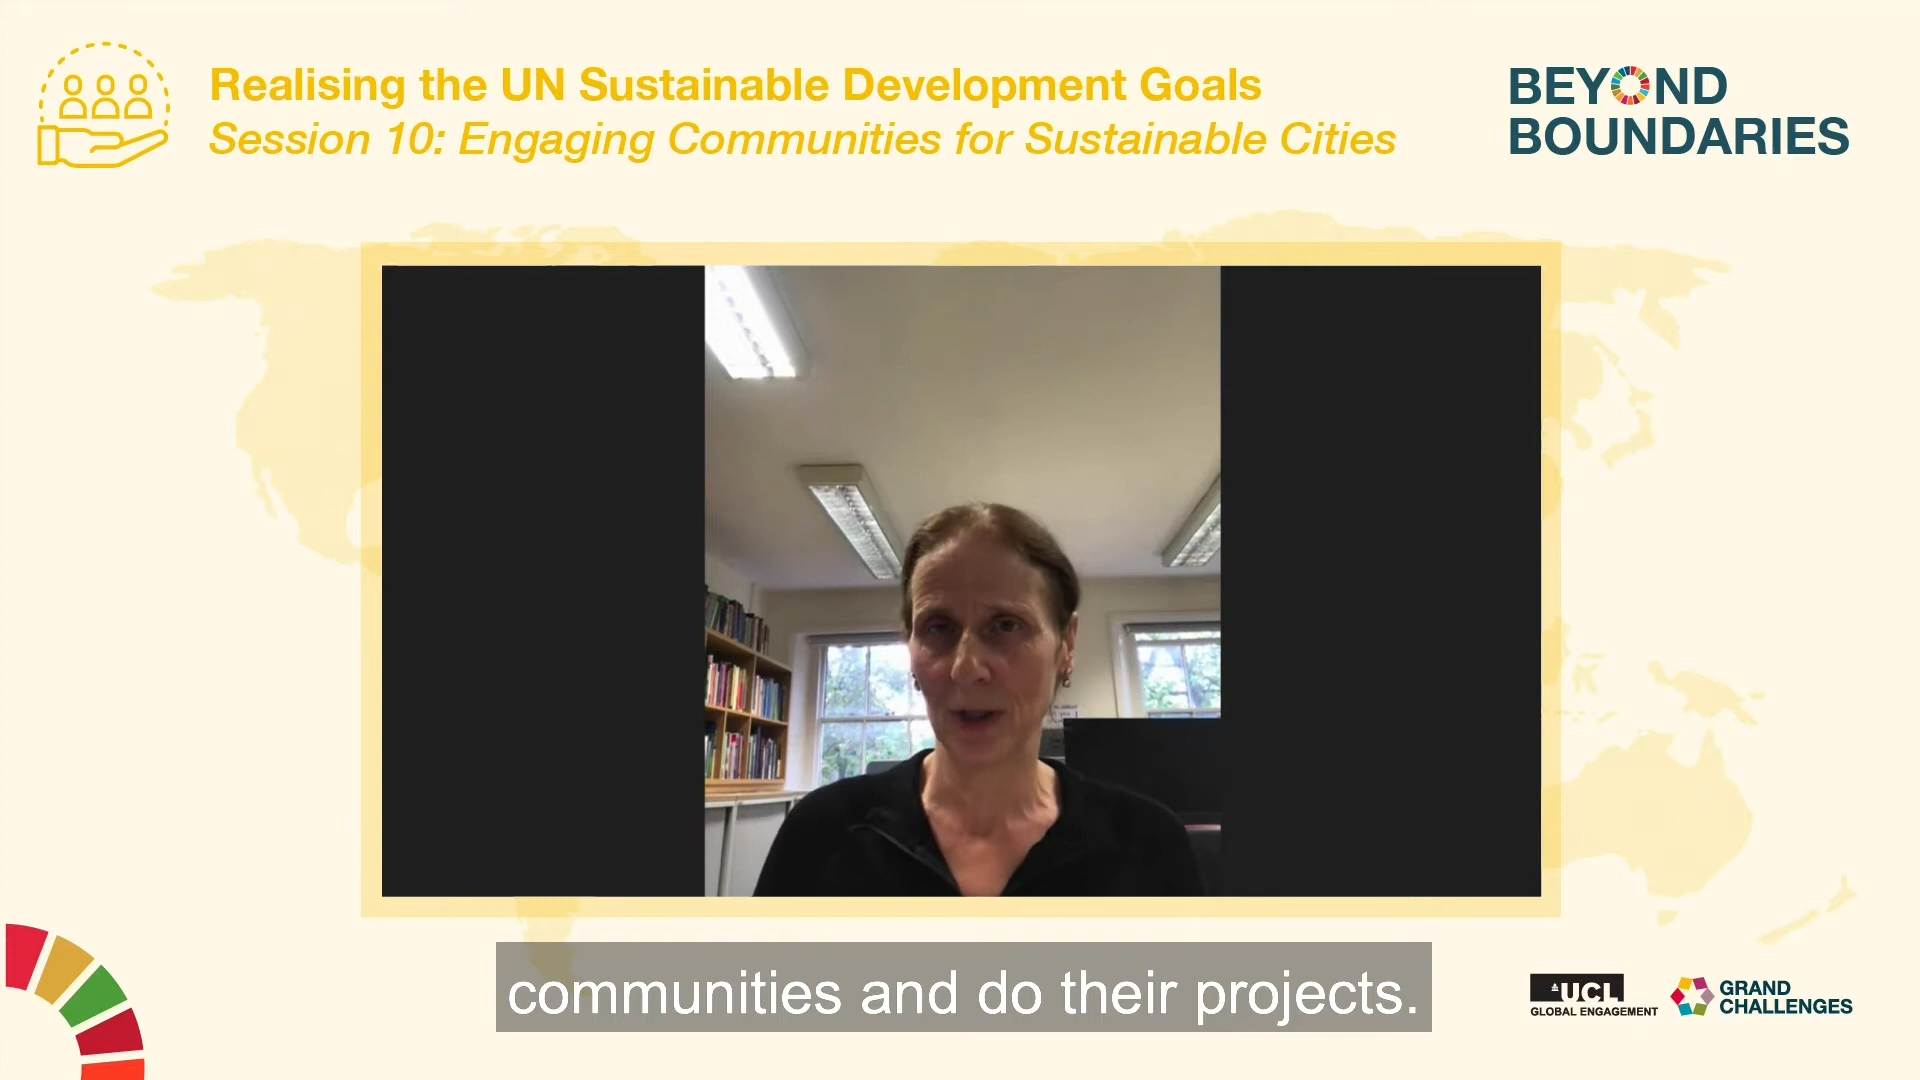 Realising the UN Sustainable Development Goals
Session 10: Engaging Communities for Sustainable Cities
BEYOND
BOUNDARIES
communities and do their projects.
UCL
GLOBAL ENGAGEMENT
GRAND
CHALLENGES